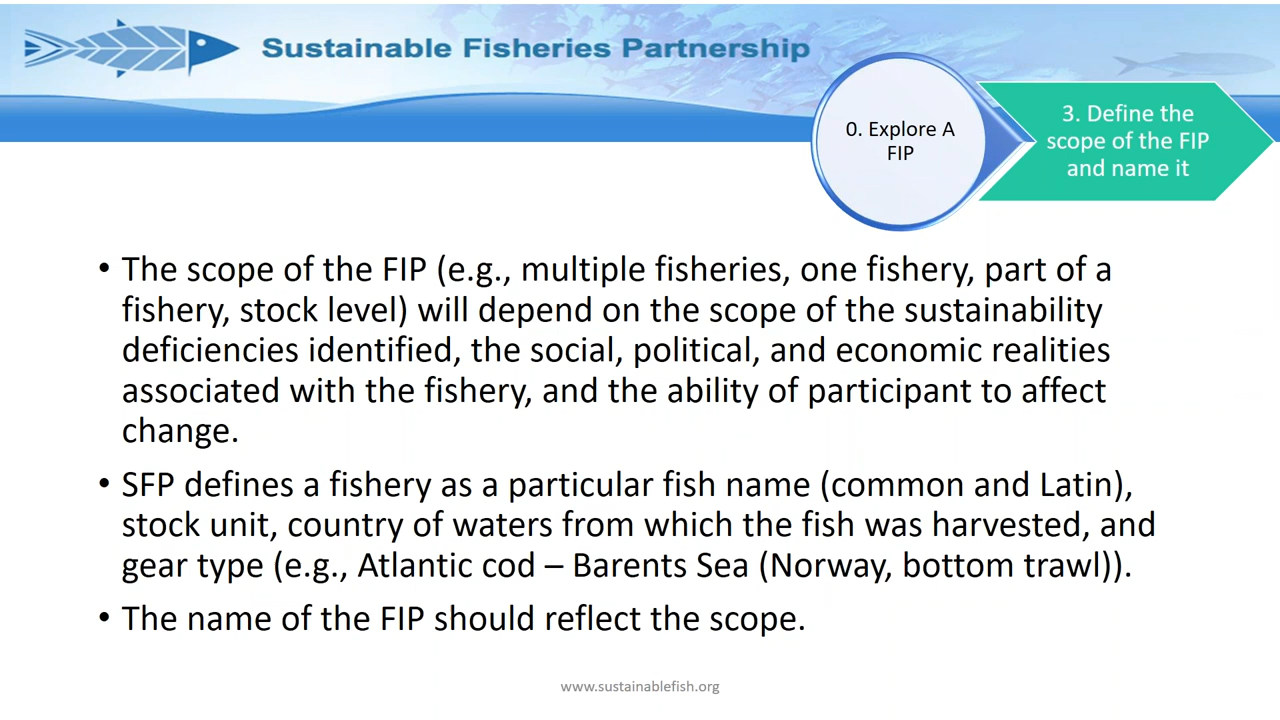 Sustainable Fisheries Partnership
0. Explore A
FIP
3. Define the
scope of the FIP
and name it
• The scope of the FIP (e.g., multiple fisheries, one fishery, part of a
fishery, stock level) will depend on the scope of the sustainability
deficiencies identified, the social, political, and economic realities
associated with the fishery, and the ability of participant to affect
change.
• SFP defines a fishery as a particular fish name (common and Latin),
stock unit, country of waters from which the fish was harvested, and
gear type (e.g., Atlantic cod – Barents Sea (Norway, bottom trawl)).
• The name of the FIP should reflect the scope.
www.sustainablefish.org